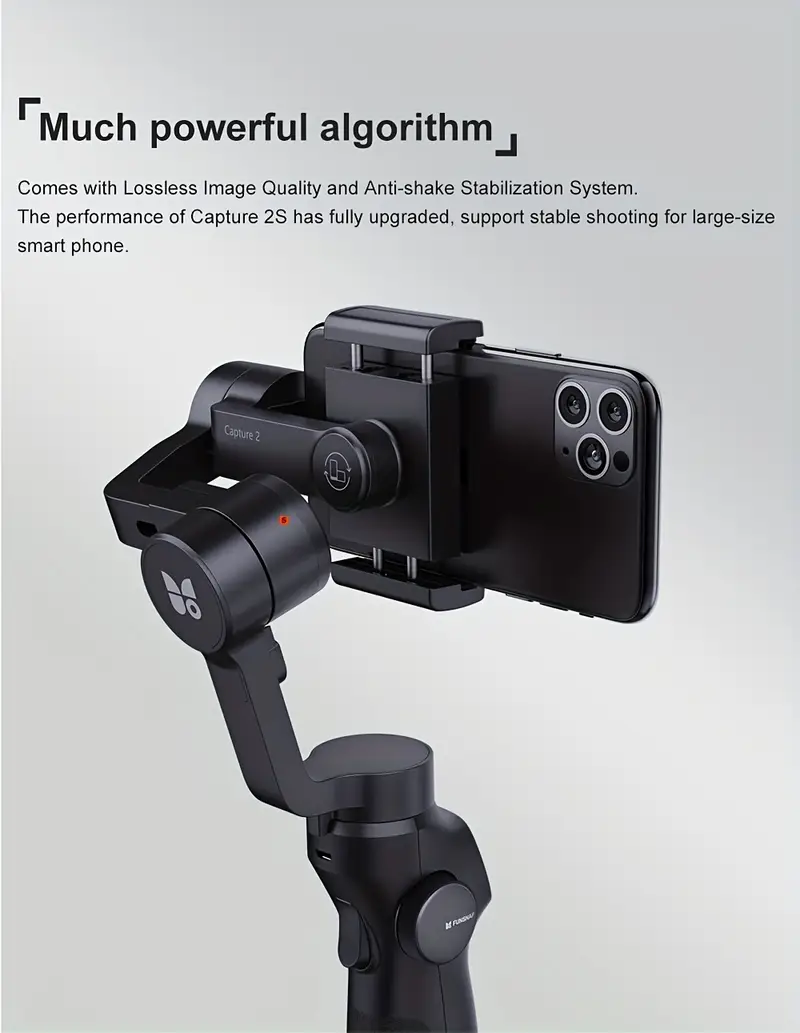 Much powerful algorithm
Comes with Lossless Image Quality and Anti-shake Stabilization System.
The performance of Capture 2S has fully upgraded, support stable shooting for large-size
smart phone.
Capture 2
S
FUNSNAP